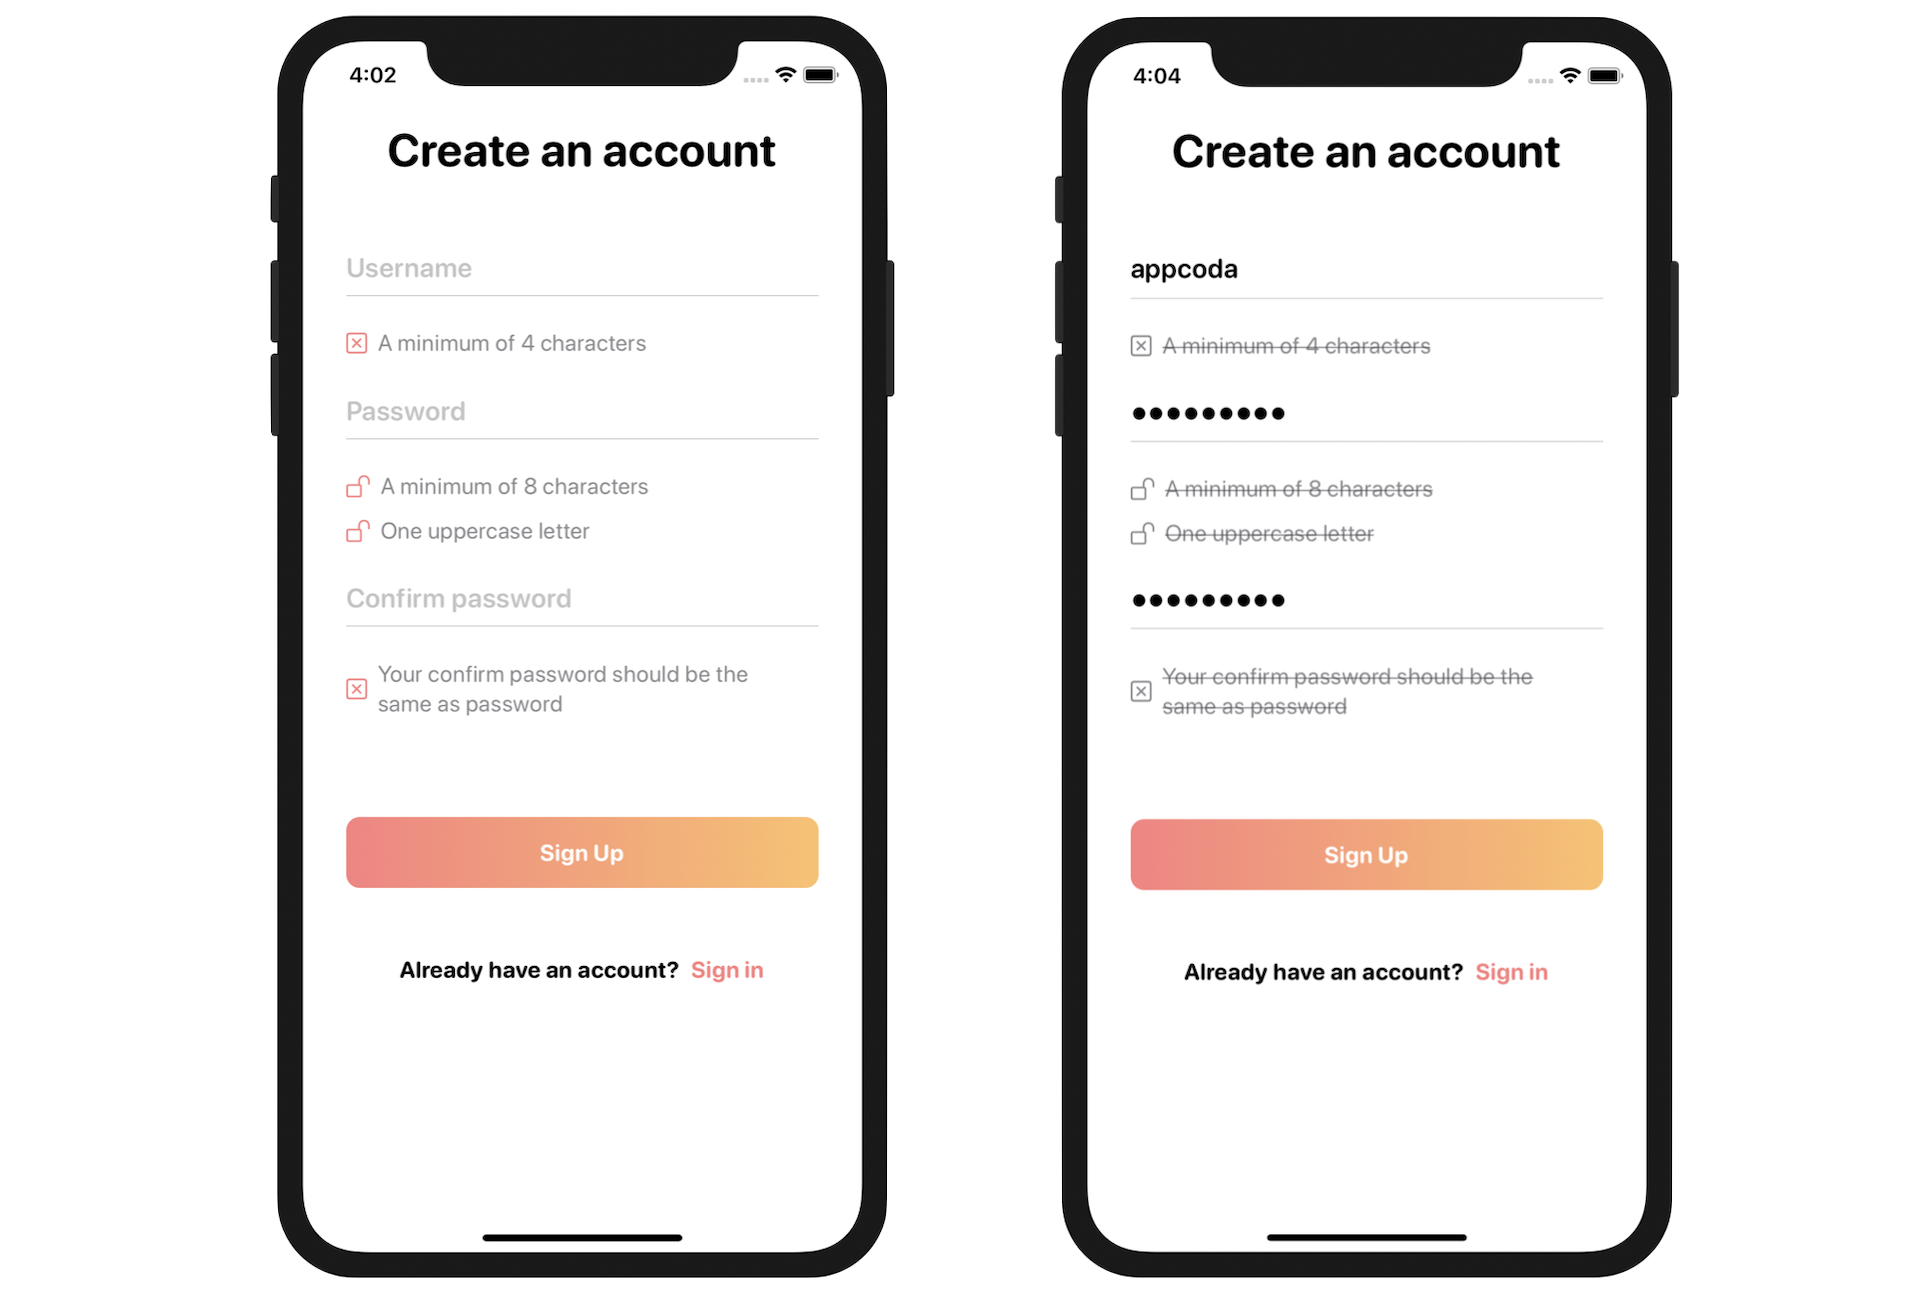 4:02
Create an account
Username
A minimum of 4 characters
Password
A minimum of 8 characters
One uppercase letter
Confirm password
Your confirm password should be the
same as password
Sign Up
Already have an account? Sign in
4:04
Create an account
appcoda
A minimum of 4 characters
•••••••••
A minimum of 8 characters
One uppercase letter
•••••••••
Your confirm password should be the
same as password
Sign Up
Already have an account? Sign in